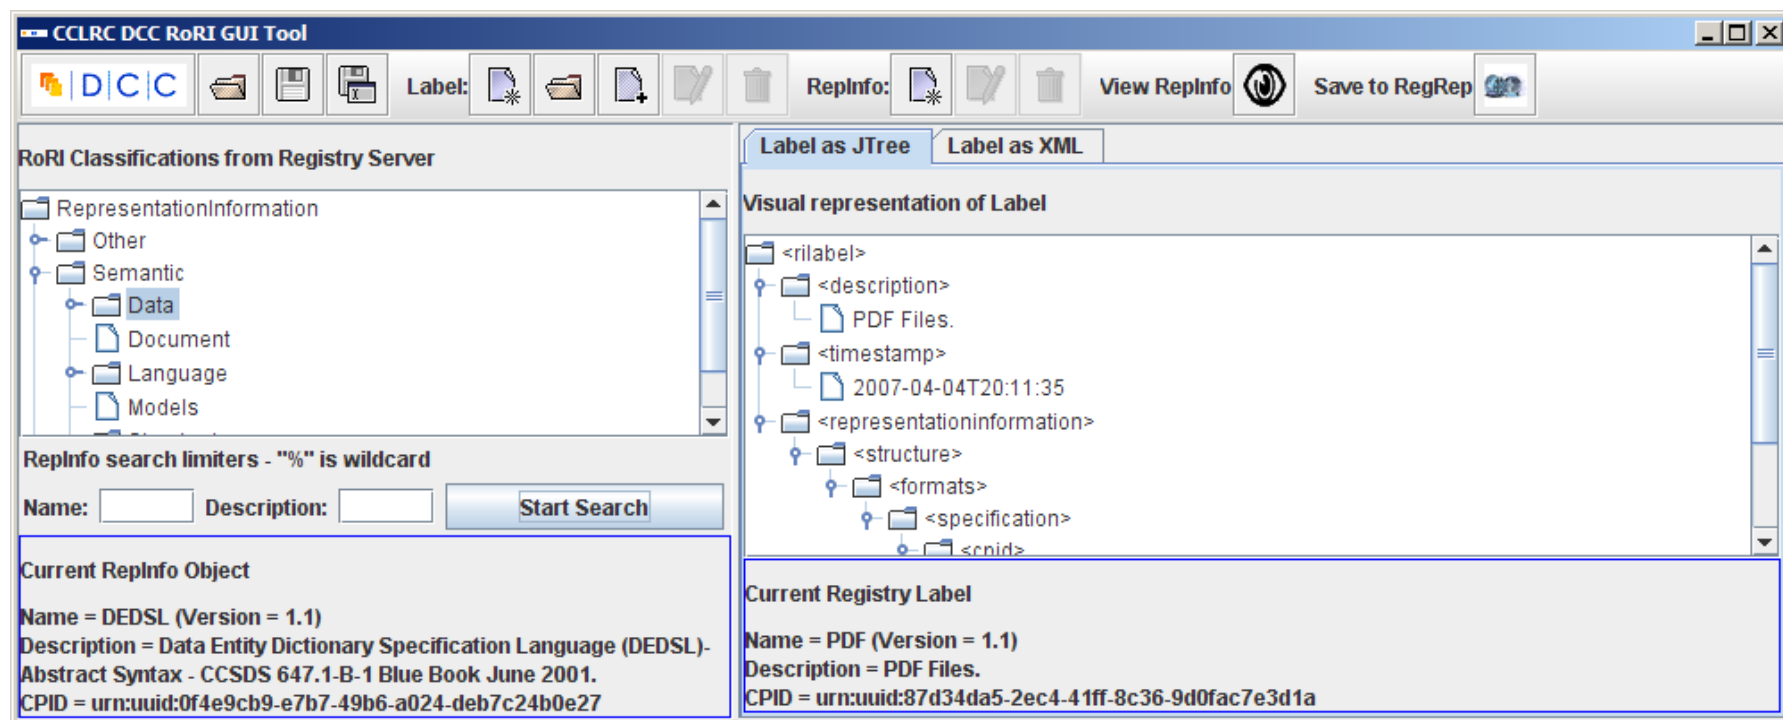 CCLRC DCC RoRI GUI Tool
D|C|C Label: RepInfo: View RepInfo Save to RegRep
RoRI Classifications from Registry Server
RepresentationInformation
Other
Semantic
Data
Document
Language
Models
RepInfo search limiters - "%" is wildcard
Name: Description: Start Search
Current RepInfo Object
Name = DEDSL (Version = 1.1)
Description = Data Entity Dictionary Specification Language (DEDSL)-
Abstract Syntax - CCSDS 647.1-B-1 Blue Book June 2001.
CPID = urn:uuid:0f4e9cb9-e7b7-49b6-a024-deb7c24b0e27
Label as JTree Label as XML
Visual representation of Label
<rilabel>
<description>
PDF Files.
<timestamp>
2007-04-04T20:11:35
<representationinformation>
<structure>
<formats>
<specification>
<cpid>
Current Registry Label
Name = PDF (Version = 1.1)
Description = PDF Files.
CPID = urn:uuid:87d34da5-2ec4-41ff-8c36-9d0fac7e3d1a